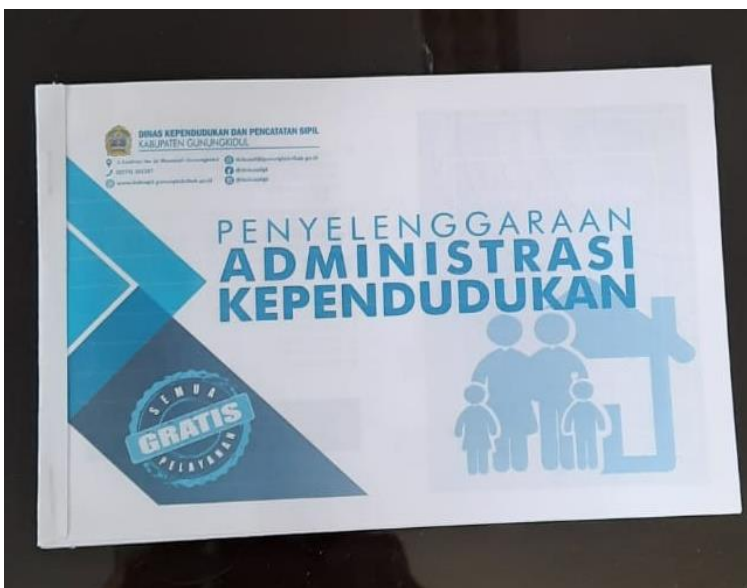 DINAS KEPENDUDUKAN DAN PENCATATAN SIPIL
KABUPATEN GUNUNGKIDUL
PENYELENGGARAAN
ADMINISTRASI
KEPENDUDUKAN
SEMUA
GRATIS
PELAYANAN